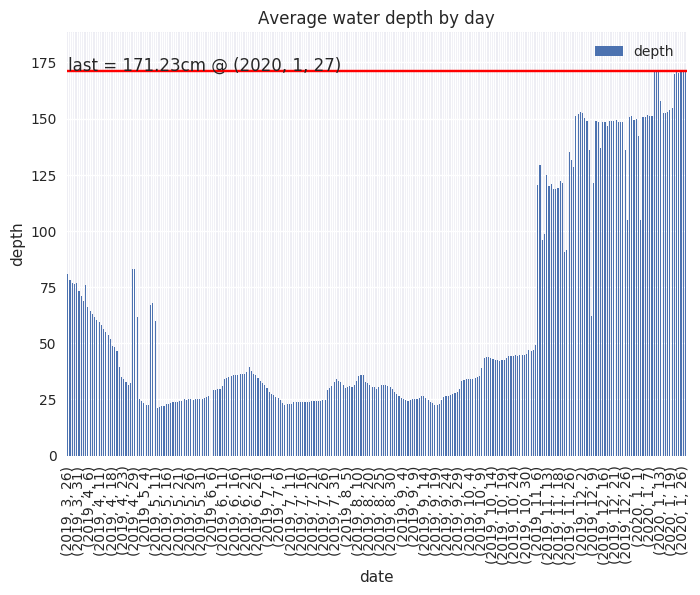 Average water depth by day
last = 171.23cm @ (2020, 1, 27)
depth
depth
175
150
125
100
75
50
25
0
(2019, 3, 26)
(2019, 3, 31)
(2019, 4, 6)
(2019, 4, 11)
(2019, 4, 18)
(2019, 4, 23)
(2019, 4, 29)
(2019, 5, 4)
(2019, 5, 11)
(2019, 5, 16)
(2019, 5, 21)
(2019, 5, 26)
(2019, 5, 31)
(2019, 6, 6)
(2019, 6, 11)
(2019, 6, 16)
(2019, 6, 21)
(2019, 6, 26)
(2019, 7, 1)
(2019, 7, 6)
(2019, 7, 11)
(2019, 7, 16)
(2019, 7, 21)
(2019, 7, 26)
(2019, 7, 31)
(2019, 8, 5)
(2019, 8, 10)
(2019, 8, 20)
(2019, 8, 25)
(2019, 8, 30)
(2019, 9, 4)
(2019, 9, 9)
(2019, 9, 14)
(2019, 9, 19)
(2019, 9, 24)
(2019, 9, 29)
(2019, 10, 4)
(2019, 10, 9)
(2019, 10, 14)
(2019, 10, 19)
(2019, 10, 24)
(2019, 10, 30)
(2019, 11, 6)
(2019, 11, 13)
(2019, 11, 18)
(2019, 11, 26)
(2019, 12, 2)
(2019, 12, 9)
(2019, 12, 16)
(2019, 12, 21)
(2019, 12, 26)
(2020, 1, 1)
(2020, 1, 7)
(2020, 1, 13)
(2020, 1, 19)
(2020, 1, 26)
date